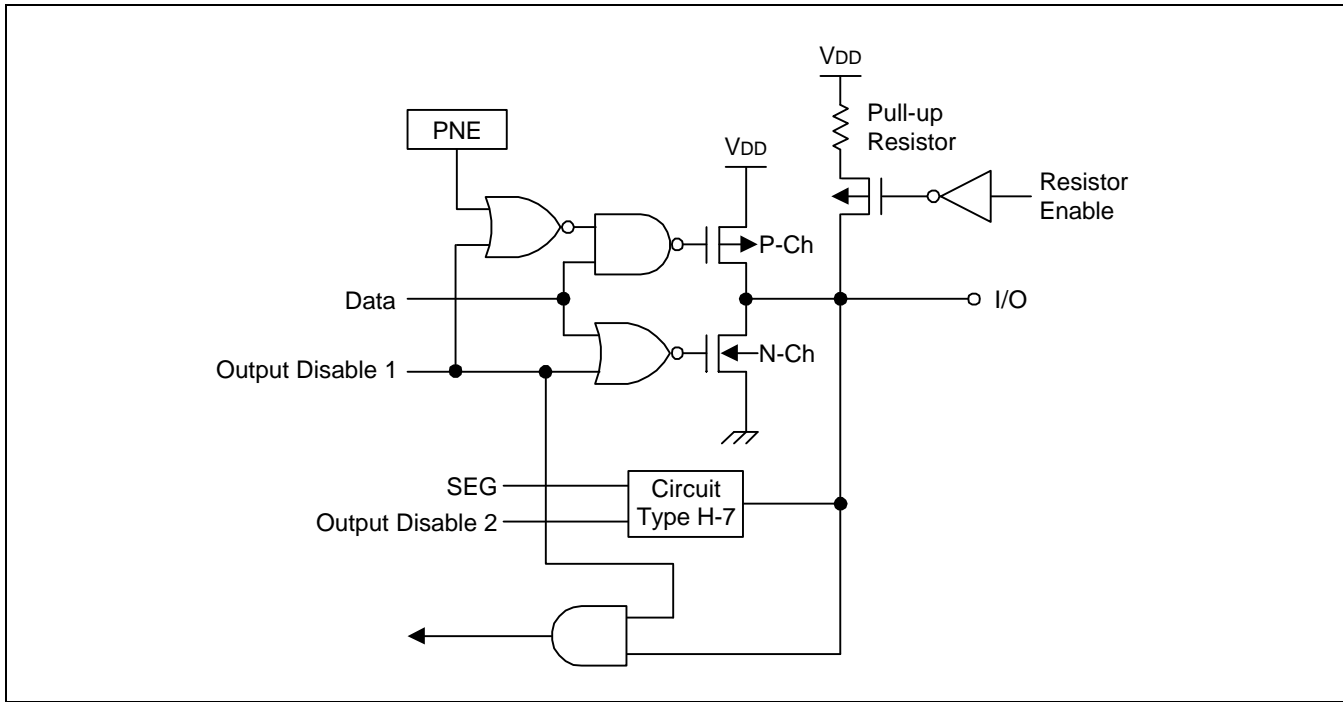 VDD
Pull-up
Resistor
PNE
VDD
Resistor
Enable
P-Ch
Data
I/O
N-Ch
Output Disable 1
SEG
Circuit
Type H-7
Output Disable 2